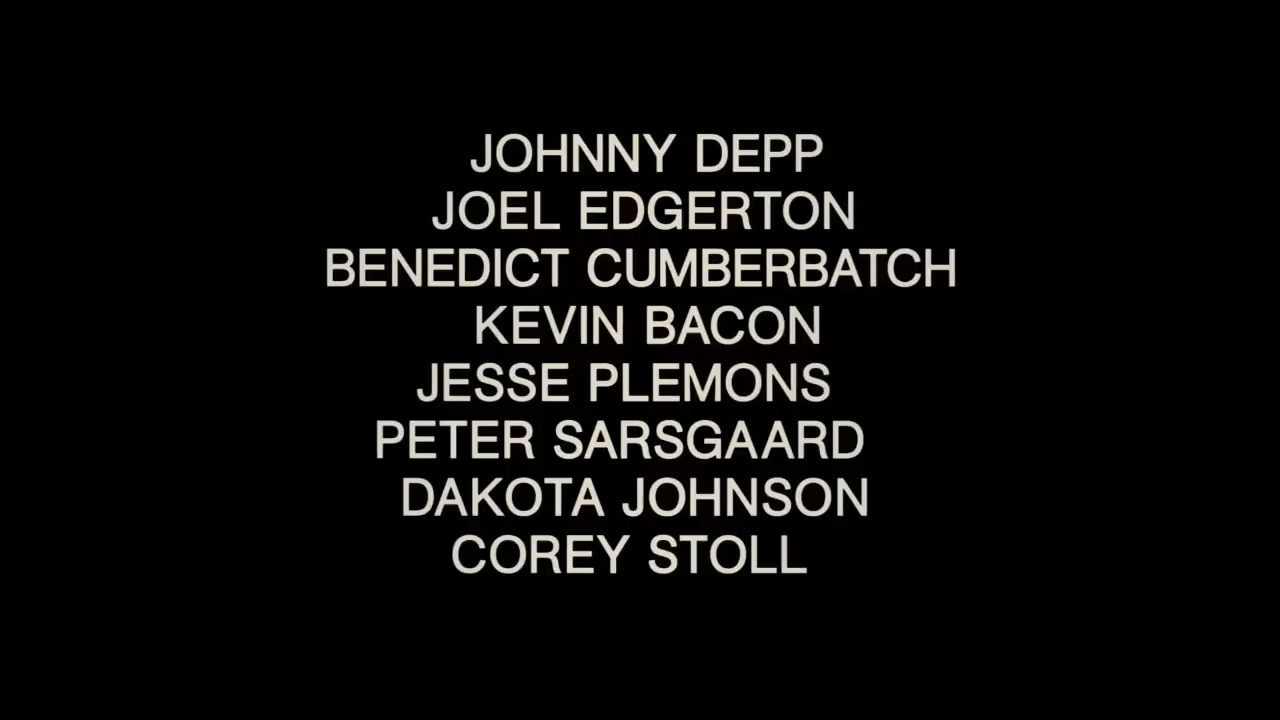 JOHNNY DEPP
JOEL EDGERTON
BENEDICT CUMBERBATCH
KEVIN BACON
JESSE PLEMONS
PETER SARSGAARD
DAKOTA JOHNSON
COREY STOLL